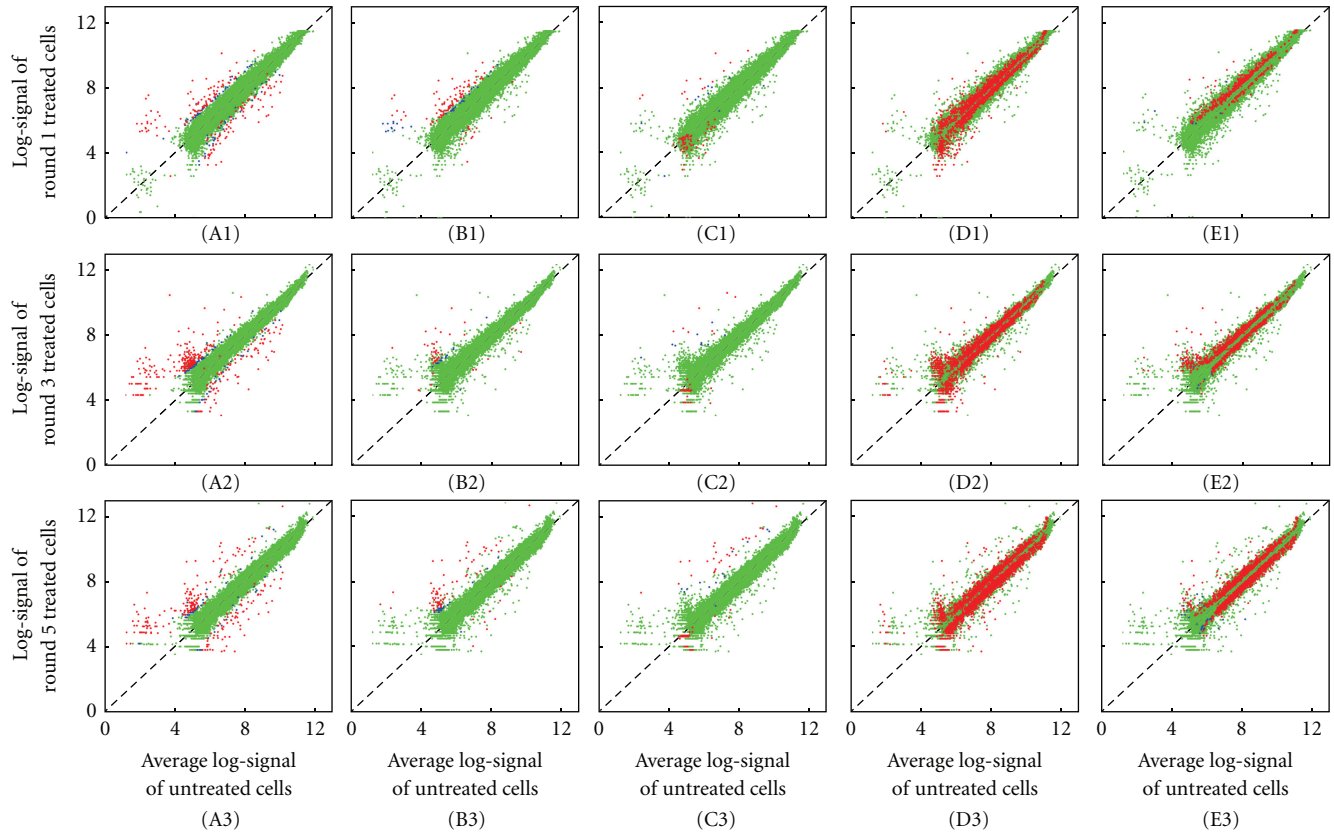 12
8
4
0
Log-signal of
round 1 treated cells
(A1)
(B1)
(C1)
(D1)
(E1)
12
8
4
0
Log-signal of
round 3 treated cells
(A2)
(B2)
(C2)
(D2)
(E2)
12
8
4
0
Log-signal of
round 5 treated cells
0 4 8 12
4 8 12
4 8 12
0 4 8 12
0 4 8 12
Average log-signal
of untreated cells
(A3)
Average log-signal
of untreated cells
(B3)
Average log-signal
of untreated cells
(C3)
Average log-signal
of untreated cells
(D3)
Average log-signal
of untreated cells
(E3)